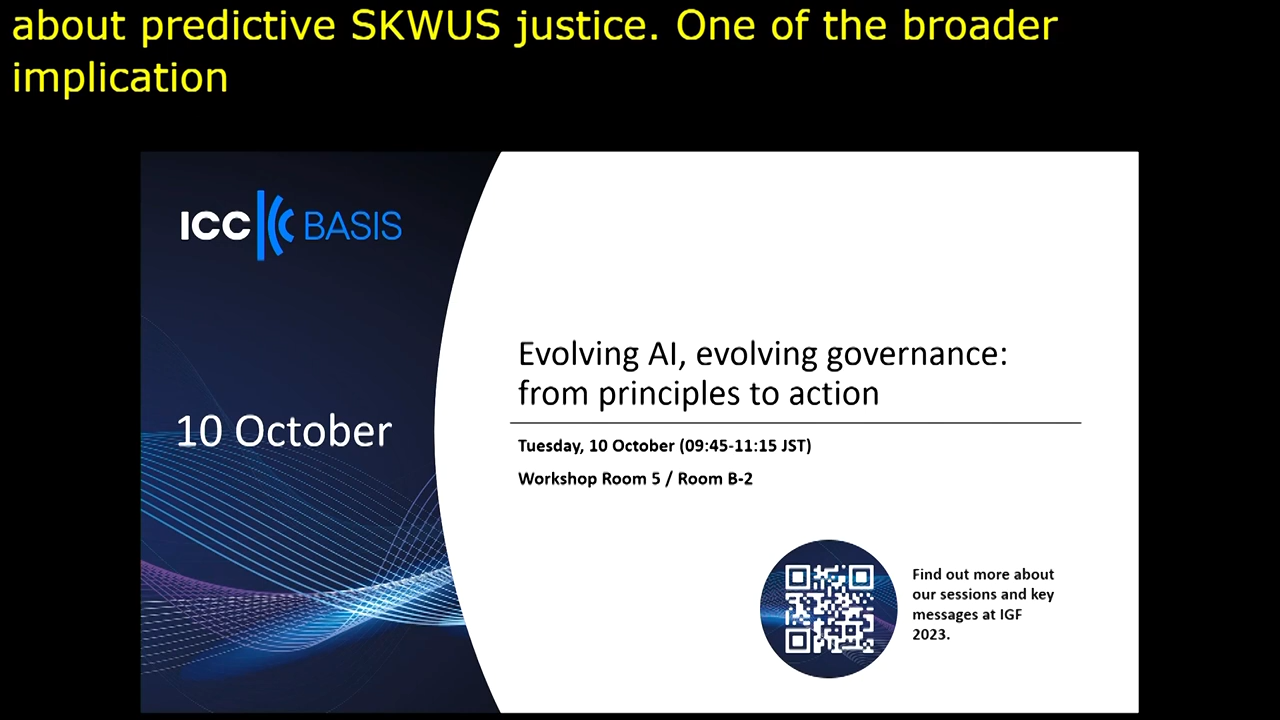 about predictive SKWUS justice. One of the broader
implication
ICC BASIS
10 October
Evolving AI, evolving governance:
from principles to action
Tuesday, 10 October (09:45-11:15 JST)
Workshop Room 5 / Room B-2
Find out more about
our sessions and key
messages at IGF
2023.